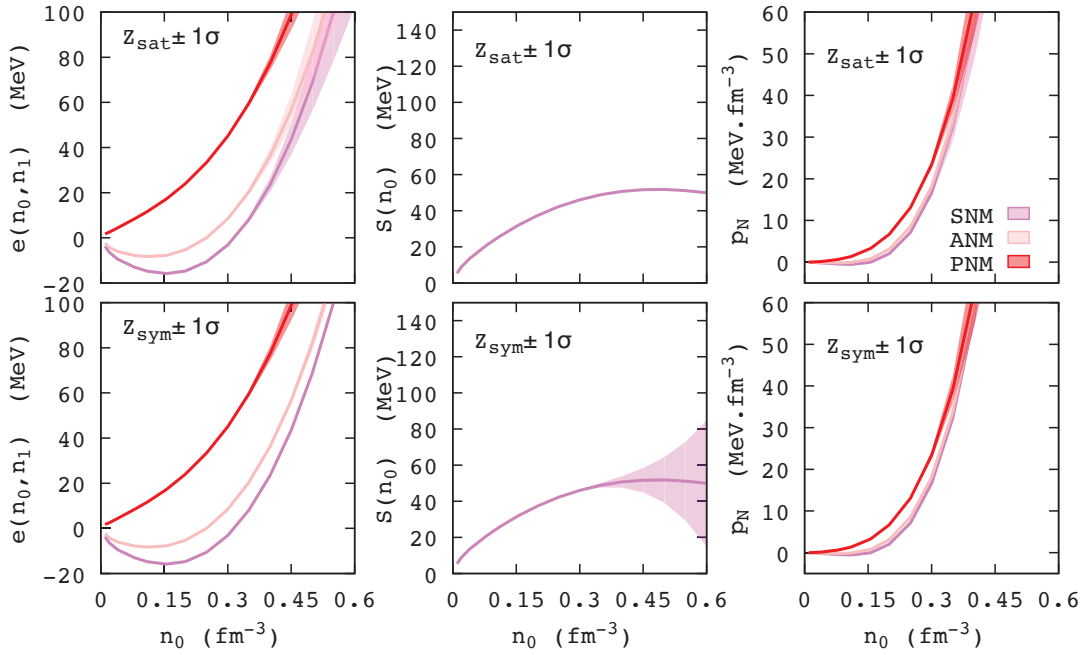 e(n₀,n₁) (MeV)
100
80
60
40
20
0
−20
Zsat± 1σ
S(n₀) (MeV)
140
120
100
80
60
40
20
0
Zsat± 1σ
pN (MeV.fm⁻³)
60
50
40
30
20
10
0
Zsat± 1σ
SNM
ANM
PNM
e(n₀,n₁) (MeV)
100
80
60
40
20
0
−20
Zsym± 1σ
0 0.15 0.3 0.45 0.6
n₀ (fm⁻³)
S(n₀) (MeV)
140
120
100
80
60
40
20
0
Zsym± 1σ
0 0.15 0.3 0.45 0.6
n₀ (fm⁻³)
pN (MeV.fm⁻³)
60
50
40
30
20
10
0
Zsym± 1σ
0 0.15 0.3 0.45 0.6
n₀ (fm⁻³)